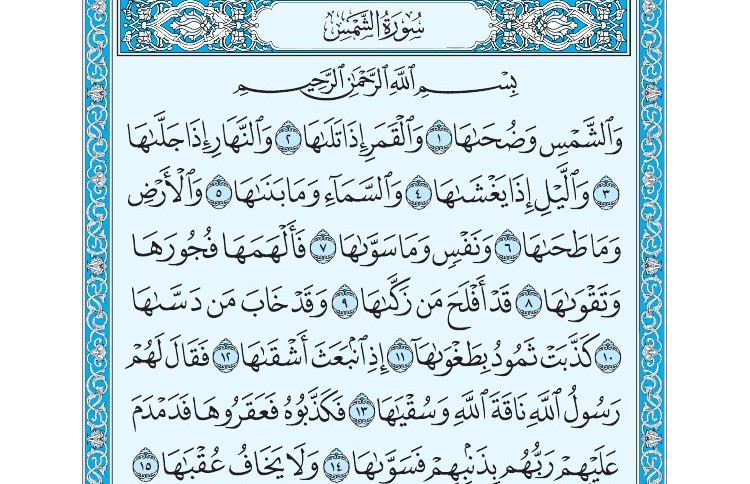 سُورَةُ الشَّمْسِ
بِسْمِ ٱللَّهِ ٱلرَّحْمَٰنِ ٱلرَّحِيمِ
وَٱلشَّمْسِ وَضُحَىٰهَا ١ وَٱلْقَمَرِ إِذَا تَلَىٰهَا ٢ وَٱلنَّهَارِ إِذَا جَلَّىٰهَا
٣ وَٱلَّيْلِ إِذَا يَغْشَىٰهَا ٤ وَٱلسَّمَآءِ وَمَا بَنَىٰهَا ٥ وَٱلْأَرْضِ
وَمَا طَحَىٰهَا ٦ وَنَفْسٍ وَمَا سَوَّىٰهَا ٧ فَأَلْهَمَهَا فُجُورَهَا
وَتَقْوَىٰهَا ٨ قَدْ أَفْلَحَ مَن زَكَّىٰهَا ٩ وَقَدْ خَابَ مَن دَسَّىٰهَا
١٠ كَذَّبَتْ ثَمُودُ بِطَغْوَىٰهَآ ١١ إِذِ ٱنۢبَعَثَ أَشْقَىٰهَا ١٢ فَقَالَ لَهُمْ
رَسُولُ ٱللَّهِ نَاقَةَ ٱللَّهِ وَسُقْيَٰهَا ١٣ فَكَذَّبُوهُ فَعَقَرُوهَا فَدَمْدَمَ
عَلَيْهِمْ رَبُّهُم بِذَنۢبِهِمْ فَسَوَّىٰهَا ١٤ وَلَا يَخَافُ عُقْبَٰهَا ١٥